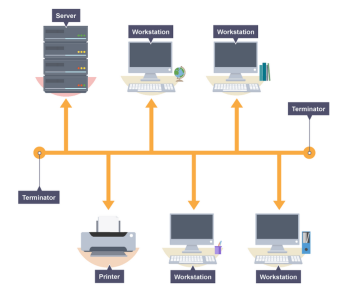 Server
Workstation
Workstation
Terminator
Terminator
Printer
Workstation
Workstation